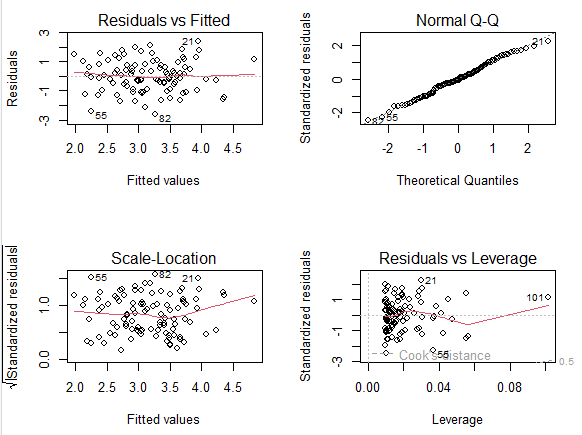 Residuals vs Fitted
Residuals
3
1
-1
-3
21
55
82
2.0 2.5 3.0 3.5 4.0 4.5
Fitted values
Normal Q-Q
Standardized residuals
2
0
-2
21
82
55
-2 -1 0 1 2
Theoretical Quantiles
Scale-Location
√|Standardized residuals|
1.0
0.0
55
82
21
2.0 2.5 3.0 3.5 4.0 4.5
Fitted values
Residuals vs Leverage
Standardized residuals
1
-1
-3
21
101
55
Cook's distance
0.5
0.00 0.04 0.08
Leverage